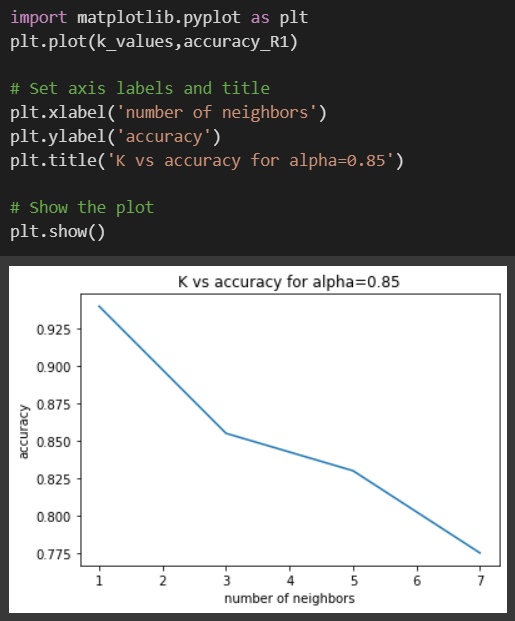 import matplotlib.pyplot as plt
plt.plot(k_values,accuracy_R1)
# Set axis labels and title
plt.xlabel('number of neighbors')
plt.ylabel('accuracy')
plt.title('K vs accuracy for alpha=0.85')
# Show the plot
plt.show()
K vs accuracy for alpha=0.85
0.925
0.900
0.875
0.850
0.825
0.800
0.775
accuracy
1 2 3 4 5 6 7
number of neighbors